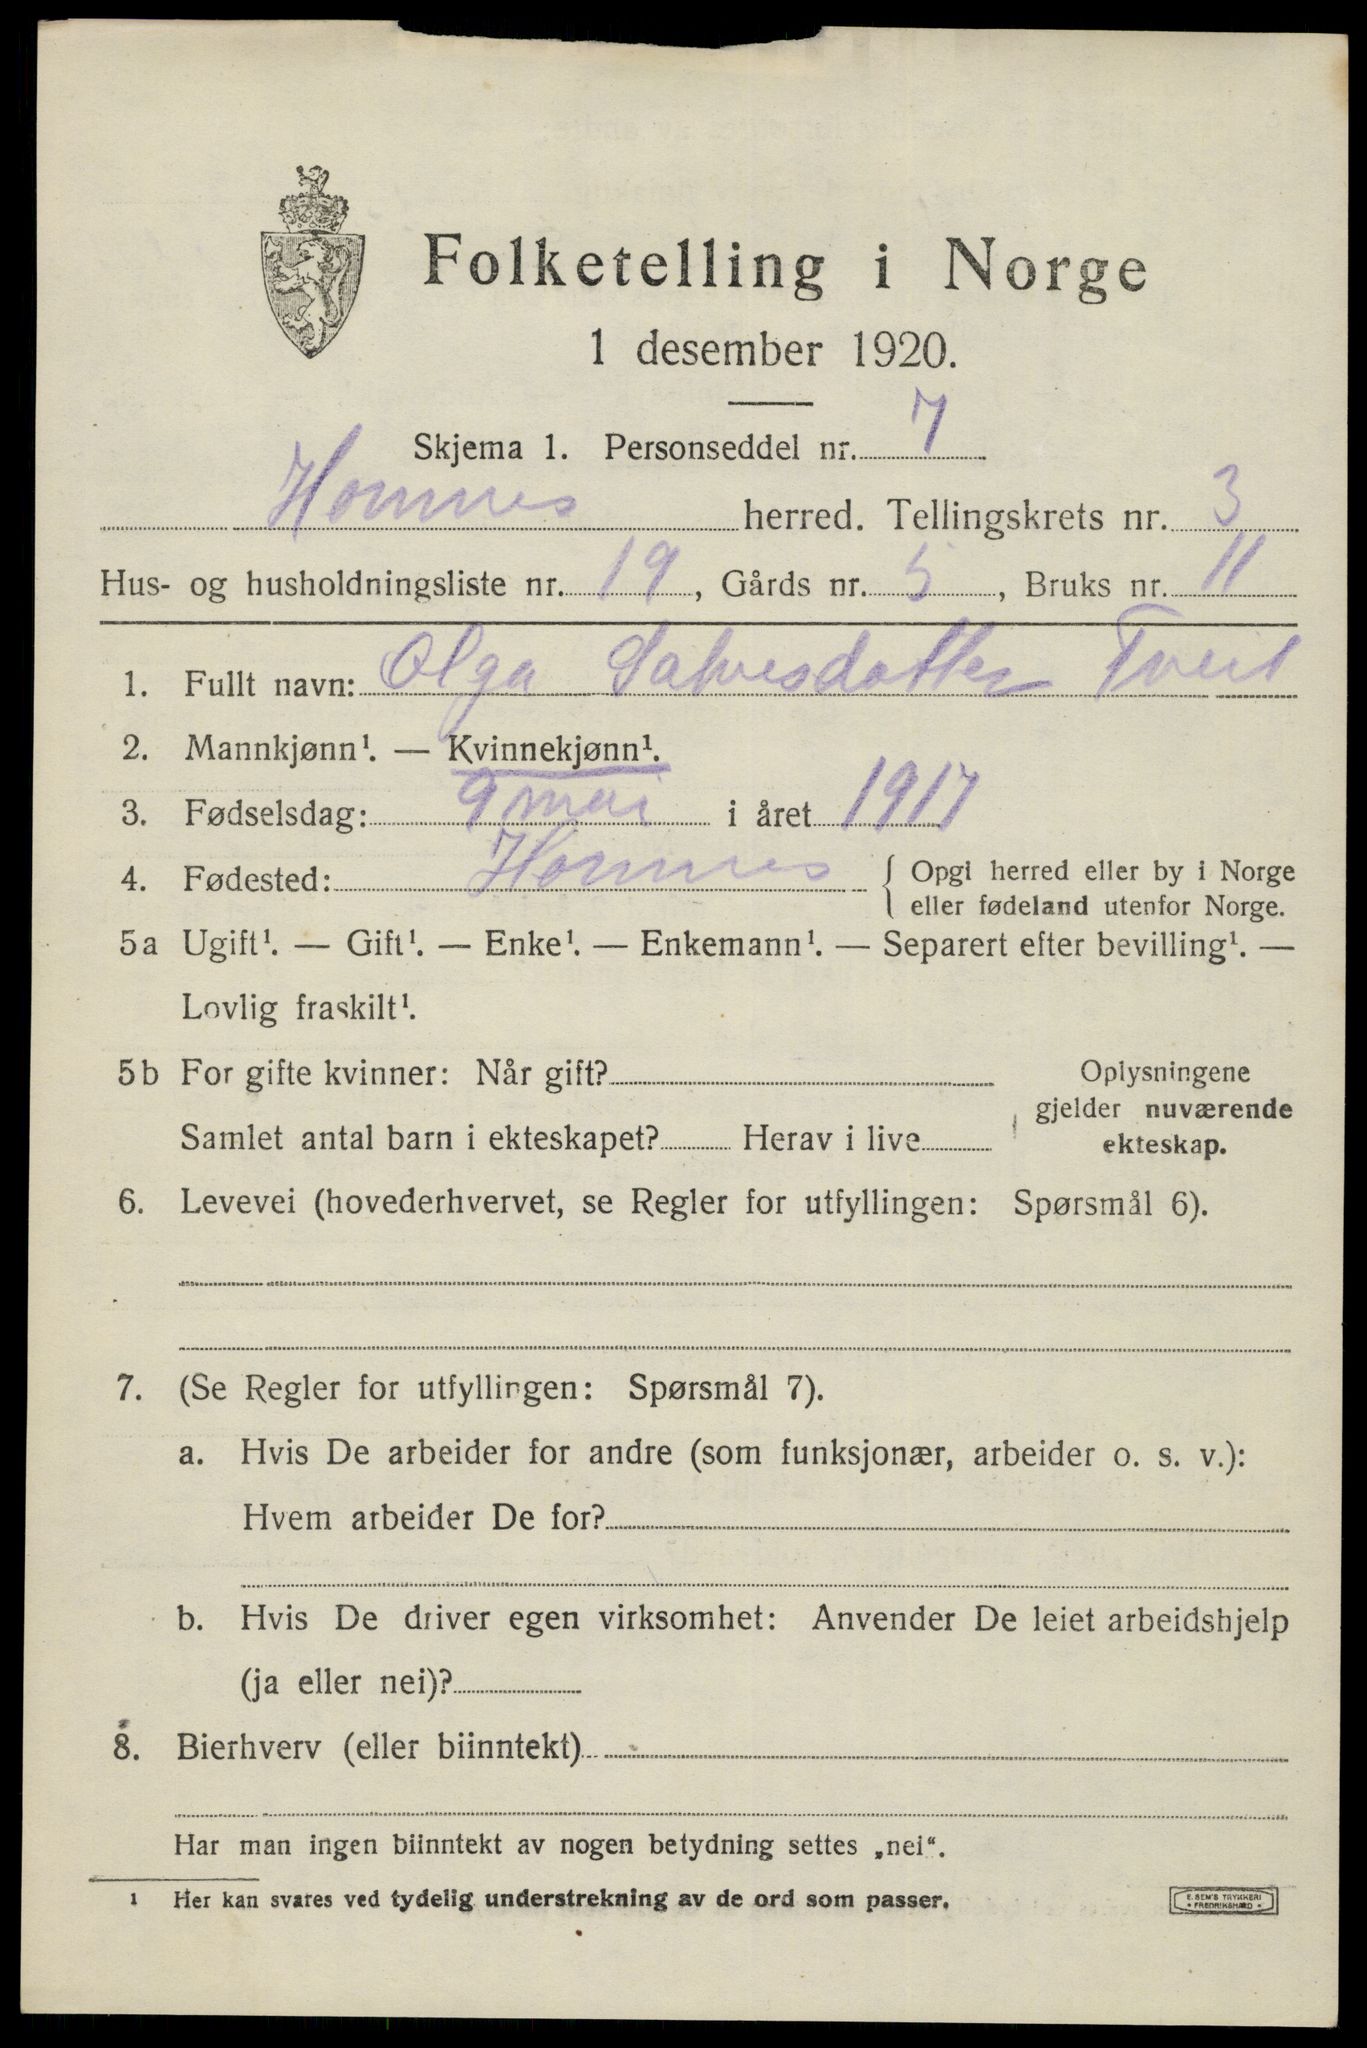 Folketelling i Norge
1 desember 1920.
Skjema 1. Personseddel nr. 7
Homnes herred. Tellingskrets nr. 3
Hus- og husholdningsliste nr. 19, Gårds nr. 5, Bruks nr. 11
1. Fullt navn: Olga Salvesdatter Tveit
2. Mannkjønn¹. — Kvinnekjønn¹.
3. Fødselsdag: 9 mai i året 1917
4. Fødested: Homnes { Opgi herred eller by i Norge
eller fødeland utenfor Norge.
5a Ugift¹. — Gift¹. — Enke¹. — Enkemann¹. — Separert efter bevilling¹. —
Lovlig fraskilt¹.
5b For gifte kvinner: Når gift?
Samlet antal barn i ekteskapet? Herav i live
Oplysningene
gjelder nuværende
ekteskap.
6. Levevei (hovederhvervet, se Regler for utfyllingen: Spørsmål 6).
7. (Se Regler for utfyllingen: Spørsmål 7).
a. Hvis De arbeider for andre (som funksjonær, arbeider o. s. v.):
Hvem arbeider De for?
b. Hvis De driver egen virksomhet: Anvender De leiet arbeidshjelp
(ja eller nei)?
8. Bierhverv (eller biinntekt)
Har man ingen biinntekt av nogen betydning settes „nei“.
¹ Her kan svares ved tydelig understrekning av de ord som passer.
E. SEM'S TRYKKERI
• FREDRIKSHALD •